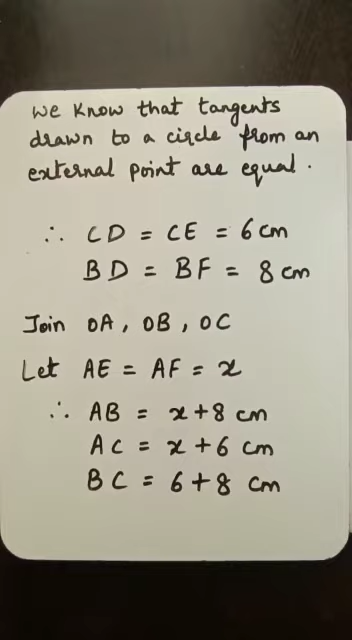 we know that tangents
drawn to a circle from an
external point are equal.
∴ CD = CE = 6 cm
BD = BF = 8 cm
Join OA, OB, OC
Let AE = AF = x
∴ AB = x+8 cm
AC = x+6 cm
BC = 6+8 cm